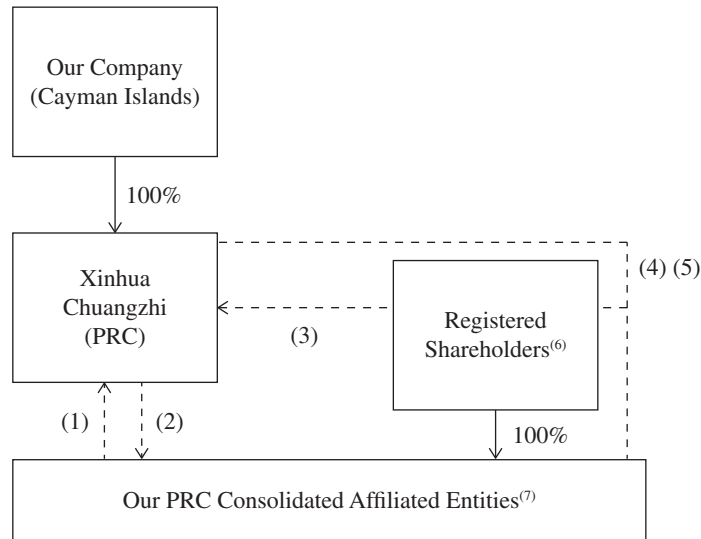 Our Company
(Cayman Islands)
100%
Xinhua
Chuangzhi
(PRC)
(4) (5)
(3)
Registered
Shareholders(6)
(1)
(2)
100%
Our PRC Consolidated Affiliated Entities(7)